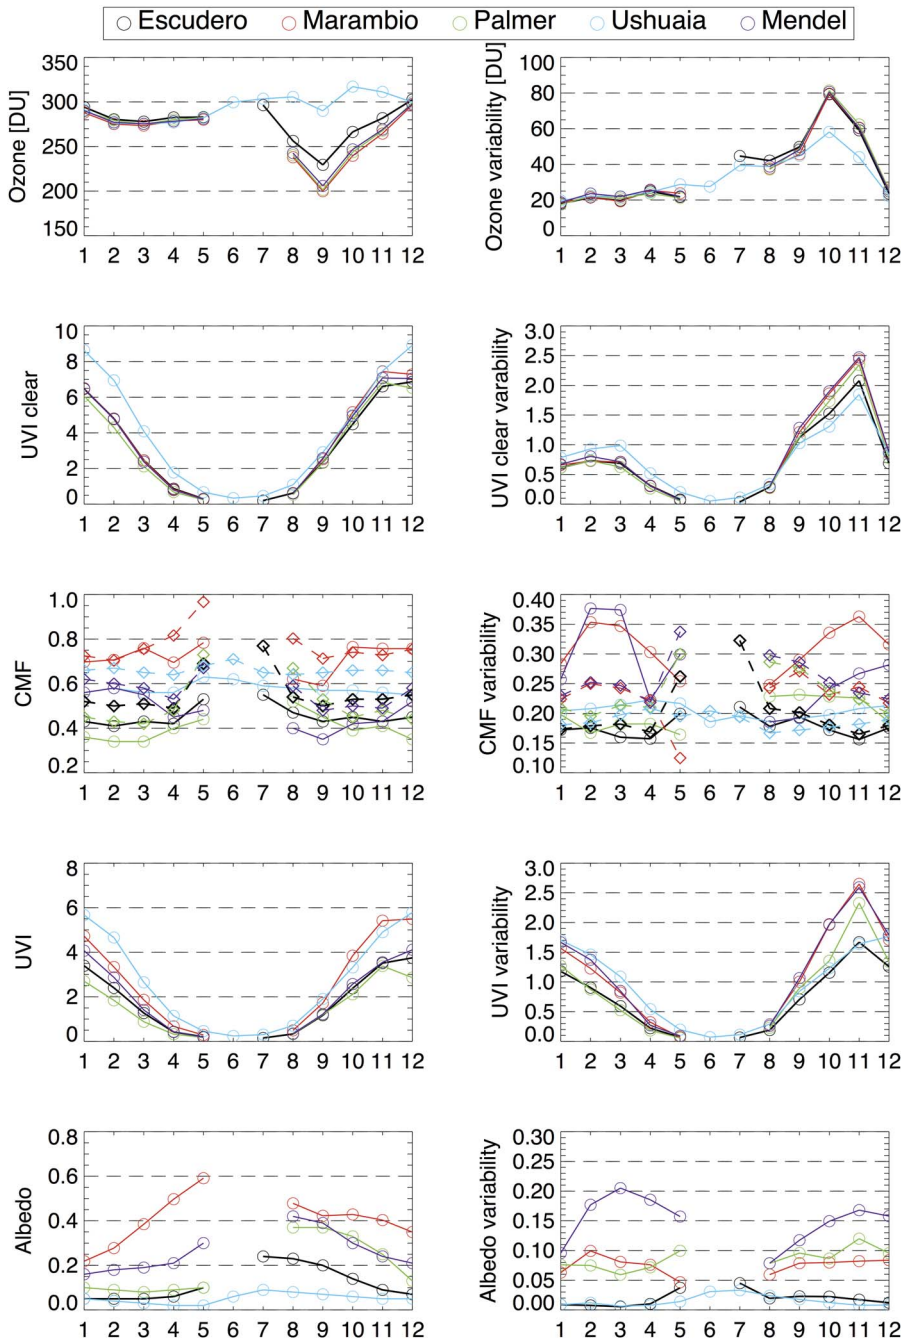 Escudero Marambio Palmer Ushuaia Mendel
Ozone [DU]
350
300
250
200
150
1 2 3 4 5 6 7 8 9 10 11 12
Ozone variability [DU]
100
80
60
40
20
0
1 2 3 4 5 6 7 8 9 10 11 12
UVI clear
10
8
6
4
2
0
1 2 3 4 5 6 7 8 9 10 11 12
UVI clear varability
3.0
2.5
2.0
1.5
1.0
0.5
0.0
1 2 3 4 5 6 7 8 9 10 11 12
CMF
1.0
0.8
0.6
0.4
0.2
1 2 3 4 5 6 7 8 9 10 11 12
CMF variability
0.40
0.35
0.30
0.25
0.20
0.15
0.10
1 2 3 4 5 6 7 8 9 10 11 12
UVI
8
6
4
2
0
1 2 3 4 5 6 7 8 9 10 11 12
UVI variability
3.0
2.5
2.0
1.5
1.0
0.5
0.0
1 2 3 4 5 6 7 8 9 10 11 12
Albedo
0.8
0.6
0.4
0.2
0.0
1 2 3 4 5 6 7 8 9 10 11 12
Albedo variability
0.30
0.25
0.20
0.15
0.10
0.05
0.00
1 2 3 4 5 6 7 8 9 10 11 12